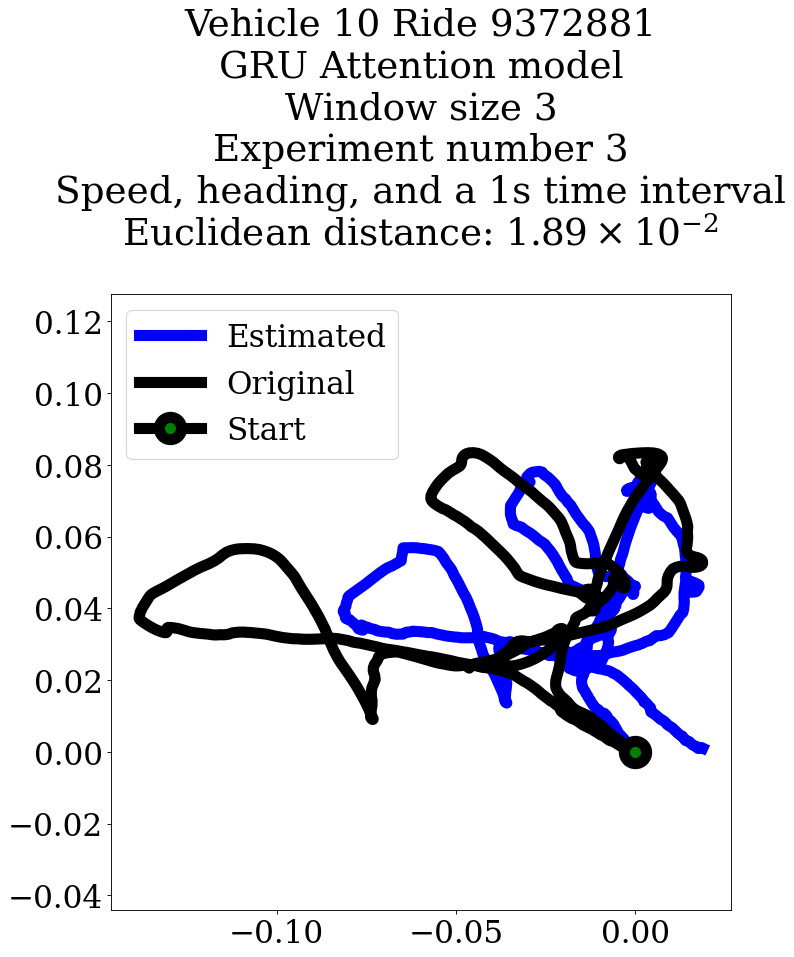 Vehicle 10 Ride 9372881
GRU Attention model
Window size 3
Experiment number 3
Speed, heading, and a 1s time interval
Euclidean distance: 1.89 × 10⁻²
Estimated
Original
Start
0.12
0.10
0.08
0.06
0.04
0.02
0.00
−0.02
−0.04
−0.10
−0.05
0.00